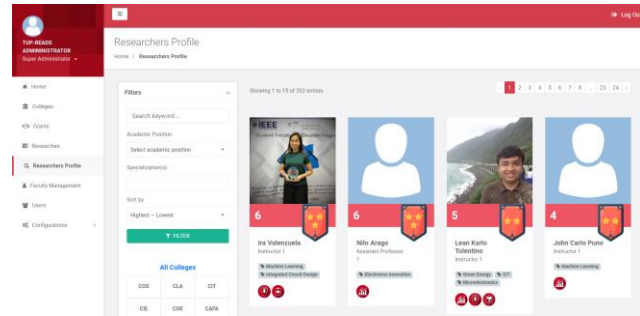 Log Out
TUP-READS
ADMININISTRATOR
Super Administrator
Researchers Profile
Home / Researchers Profile
Home
Colleges
Grants
Researches
Researchers Profile
Faculty Management
Users
Configurations
Filters
Search keyword...
Academic Position
Select academic position
Specialization(s)
Sort by
Highest – Lowest
FILTER
All Colleges
COS CLA CIT
CIE COE CAFA
Showing 1 to 15 of 352 entries.
1 2 3 4 5 6 7 8 ... 23 24
IEEE
6
Ira Valenzuela
Instructor 1
Machine Learning
Integrated Circuit Design
6
Nilo Arago
Assistant Professor
1
Electronics Innovation
5
Lean Karlo
Tolentino
Instructor 1
Green Energy ICT
Microelectronics
4
John Carlo Puno
Instructor 1
Machine Learning